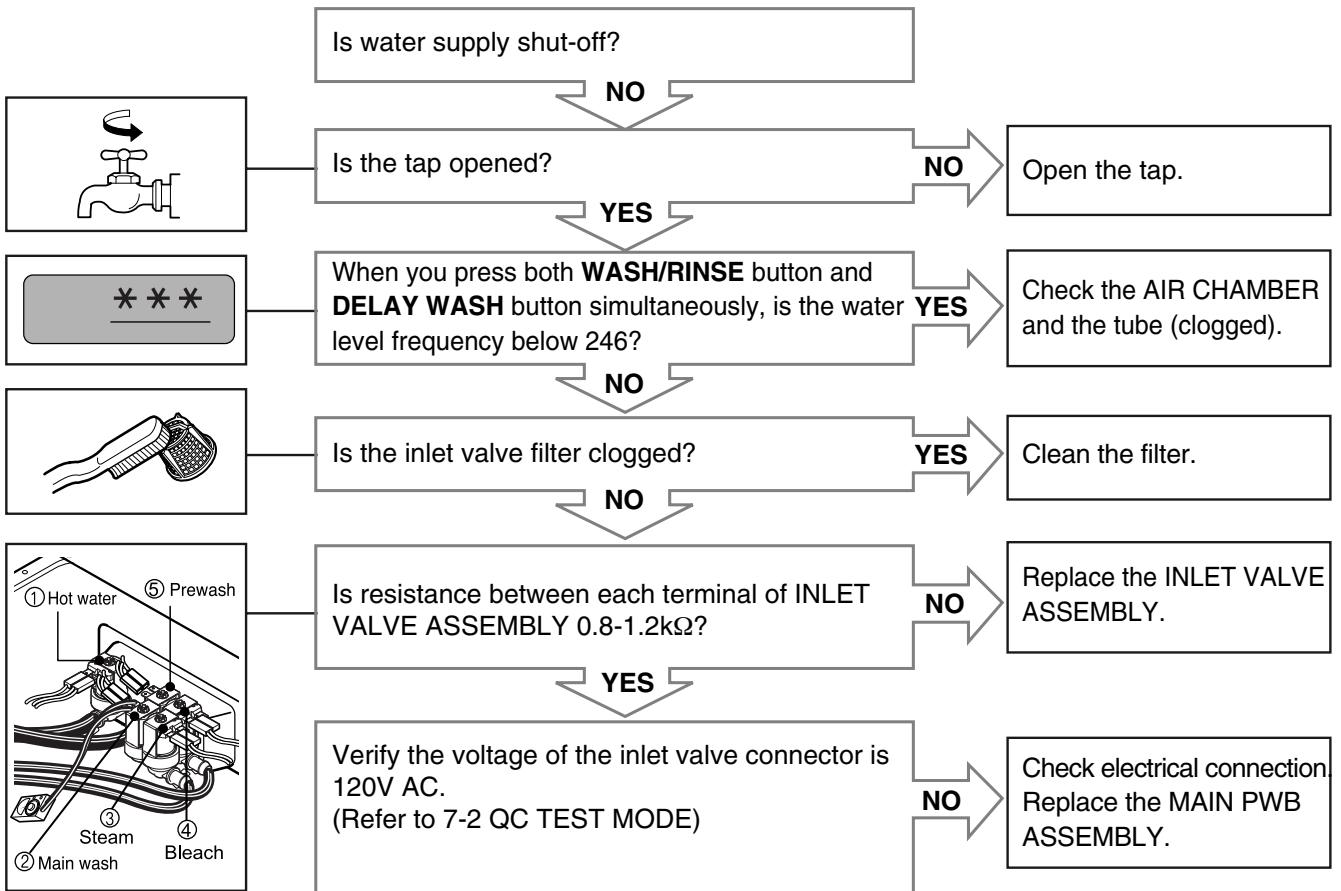 Is water supply shut-off?
NO
Is the tap opened?
NO
Open the tap.
YES
* * *
When you press both WASH/RINSE button and
DELAY WASH button simultaneously, is the water
level frequency below 246?
YES
Check the AIR CHAMBER
and the tube (clogged).
NO
Is the inlet valve filter clogged?
YES
Clean the filter.
NO
① Hot water
⑤ Prewash
③
Steam
④
Bleach
② Main wash
Is resistance between each terminal of INLET
VALVE ASSEMBLY 0.8-1.2kΩ?
NO
Replace the INLET VALVE
ASSEMBLY.
YES
Verify the voltage of the inlet valve connector is
120V AC.
(Refer to 7-2 QC TEST MODE)
NO
Check electrical connection.
Replace the MAIN PWB
ASSEMBLY.